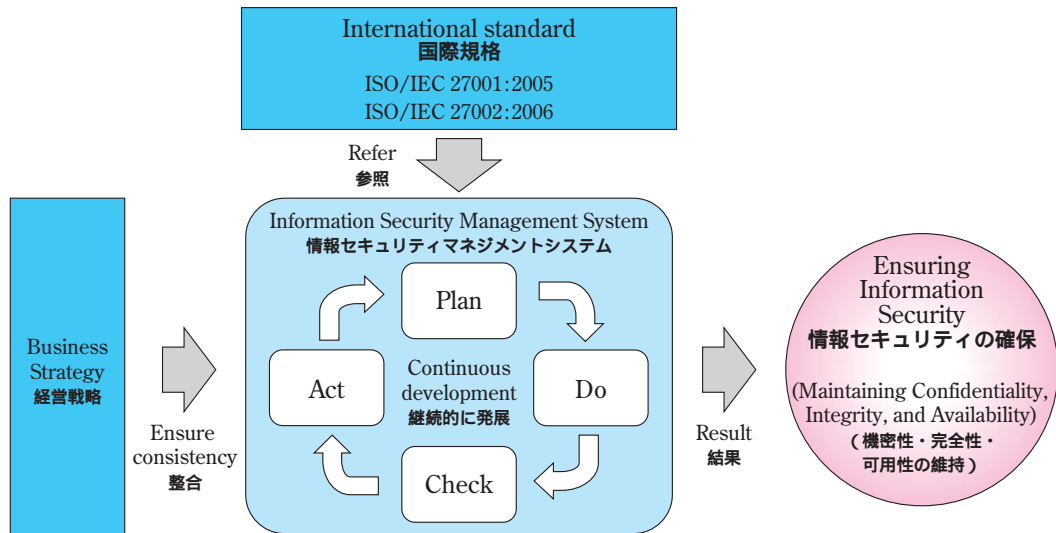 International standard
国際規格
ISO/IEC 27001:2005
ISO/IEC 27002:2006
Refer
参照
Business
Strategy
経営戦略
Ensure
consistency
整合
Information Security Management System
情報セキュリティマネジメントシステム
Plan
Do
Check
Act
Continuous
development
継続的に発展
Result
結果
Ensuring
Information
Security
情報セキュリティの確保
(Maintaining Confidentiality,
Integrity, and Availability)
(機密性・完全性・
可用性の維持)